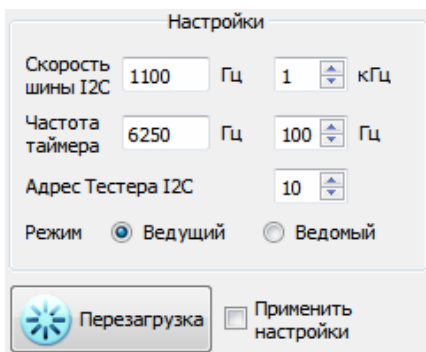 Настройки
Скорость
шины I2C 1100 Гц 1 кГц
Частота
таймера 6250 Гц 100 Гц
Адрес Тестера I2C 10
Режим Ведущий Ведомый
Перезагрузка
Применить
настройки